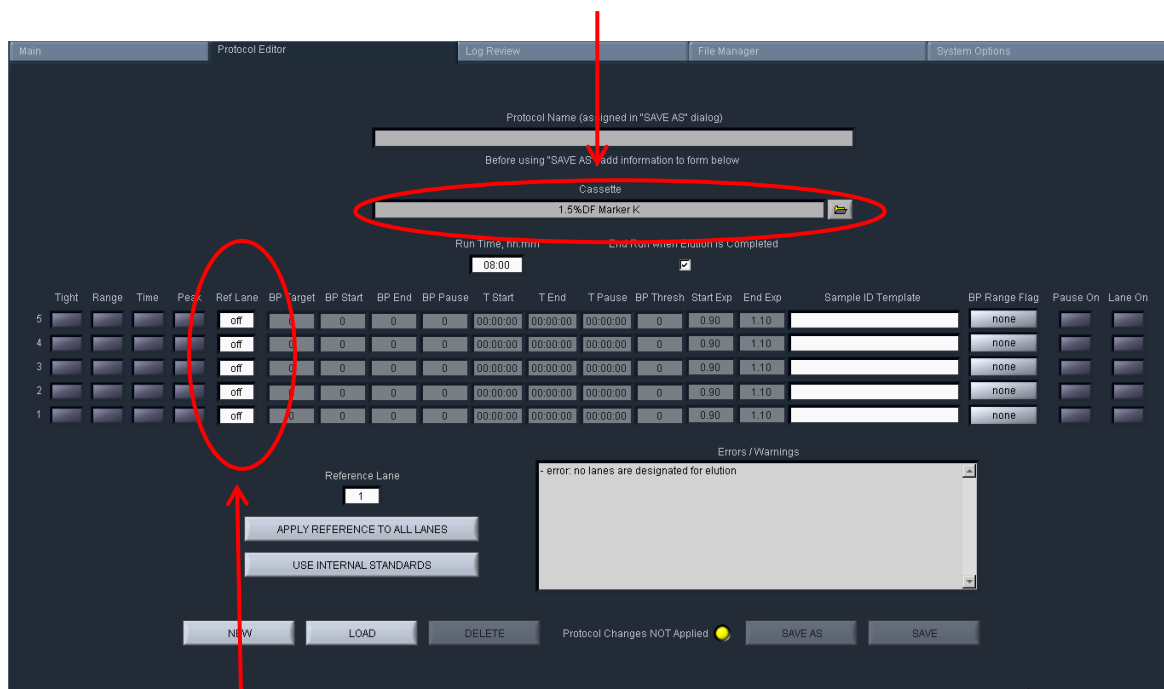 Main Protocol Editor Log Review File Manager System Options
Protocol Name (assigned in "SAVE AS" dialog)
Before using "SAVE AS" add information to form below
Cassette
1.5%DF Marker K
Run Time, hh:mm End Run when Elution is Completed
08:00
Tight Range Time Peak Ref Lane BP Target BP Start BP End BP Pause T Start T End T Pause BP Thresh Start Exp End Exp Sample ID Template BP Range Flag Pause On Lane On
5 off 0 0 0 0 00:00:00 00:00:00 00:00:00 0 0.90 1.10 none
4 off 0 0 0 0 00:00:00 00:00:00 00:00:00 0 0.90 1.10 none
3 off 0 0 0 0 00:00:00 00:00:00 00:00:00 0 0.90 1.10 none
2 off 0 0 0 0 00:00:00 00:00:00 00:00:00 0 0.90 1.10 none
1 off 0 0 0 0 00:00:00 00:00:00 00:00:00 0 0.90 1.10 none
Errors / Warnings
- error: no lanes are designated for elution
Reference Lane
1
APPLY REFERENCE TO ALL LANES
USE INTERNAL STANDARDS
NEW LOAD DELETE Protocol Changes NOT Applied SAVE AS SAVE